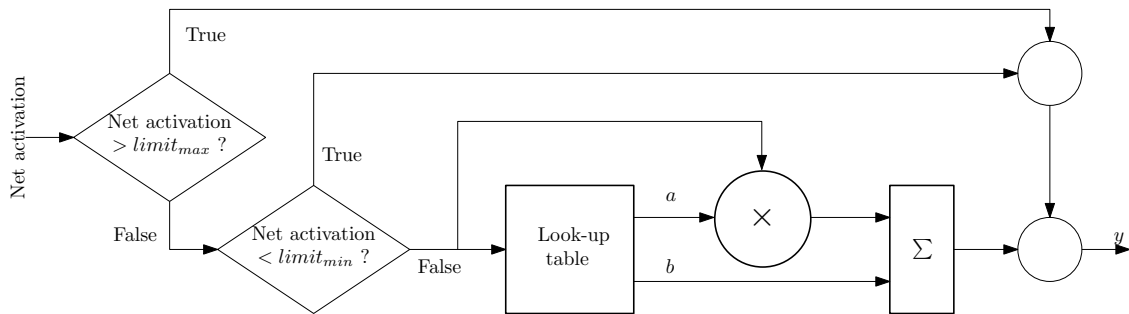 True
Net activation
Net activation
> limit_max ?
True
False
Net activation
< limit_min ?
False
Look-up
table
a
b
×
Σ
y